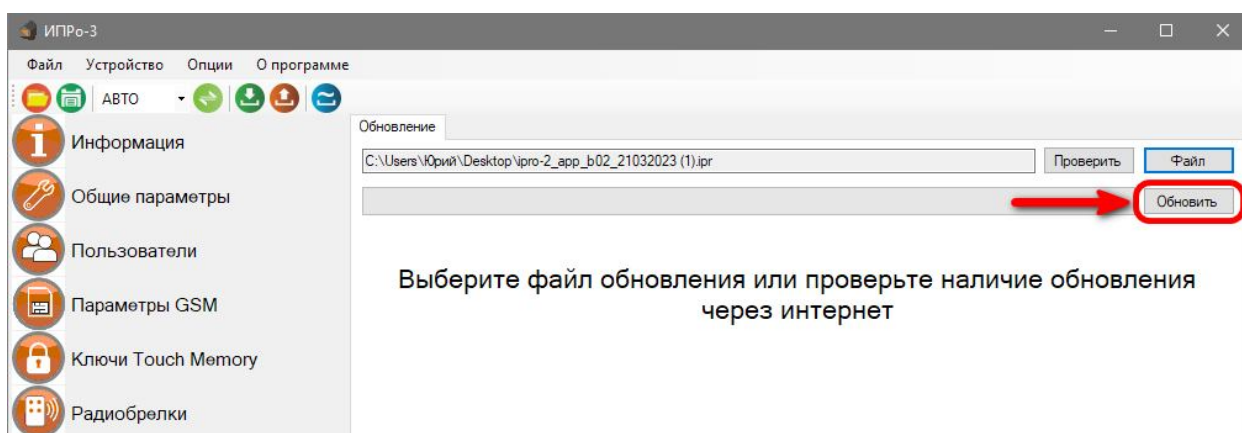 ИПРо-3
Файл Устройство Опции О программе
АВТО
Информация
Общие параметры
Пользователи
Параметры GSM
Ключи Touch Memory
Радиобрелки
Обновление
C:\Users\Юрий\Desktop\ipro-2_app_b02_21032023 (1).ipr
Проверить
Файл
Обновить
Выберите файл обновления или проверьте наличие обновления
через интернет